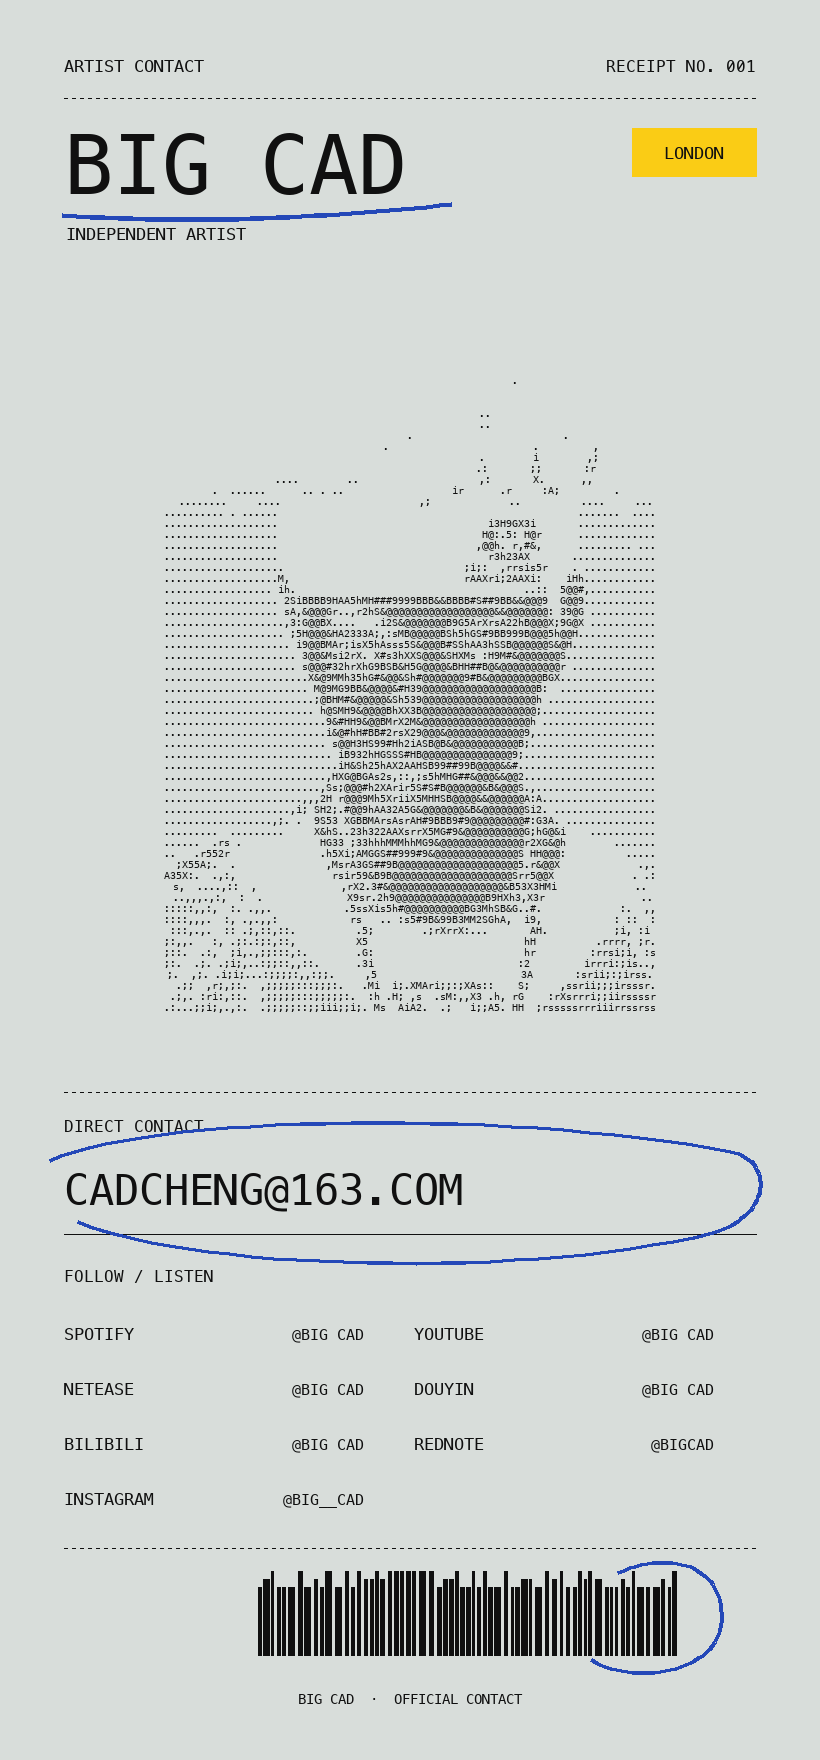 ARTIST CONTACT
RECEIPT NO. 001
BIG CAD
LONDON
INDEPENDENT ARTIST
DIRECT CONTACT
CADCHENG@163.COM
FOLLOW / LISTEN
SPOTIFY @BIG CAD YOUTUBE @BIG CAD
NETEASE @BIG CAD DOUYIN @BIG CAD
BILIBILI @BIG CAD REDNOTE @BIGCAD
INSTAGRAM @BIG__CAD
BIG CAD · OFFICIAL CONTACT